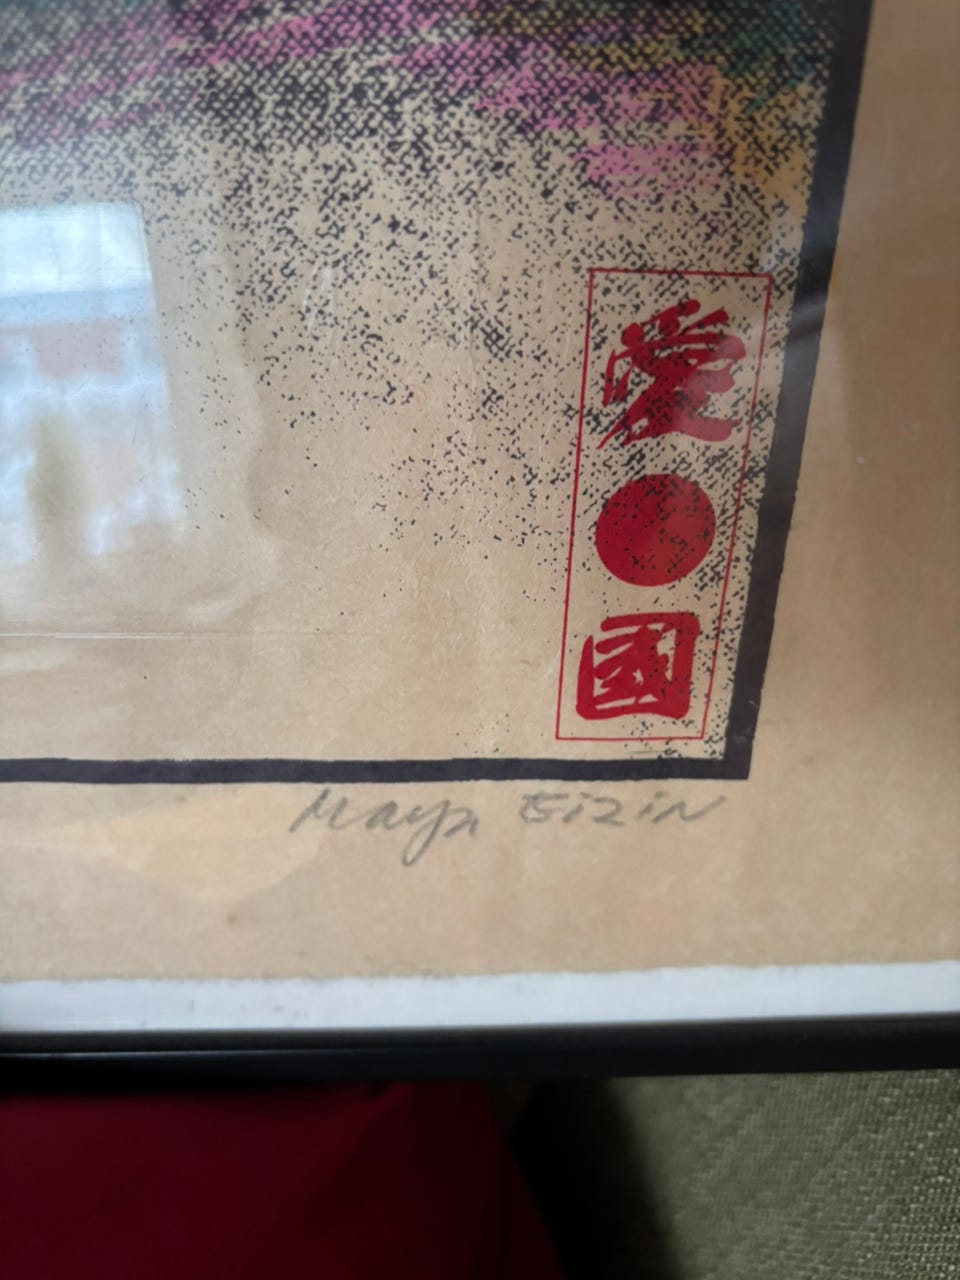 愛
國
Maya Eizin